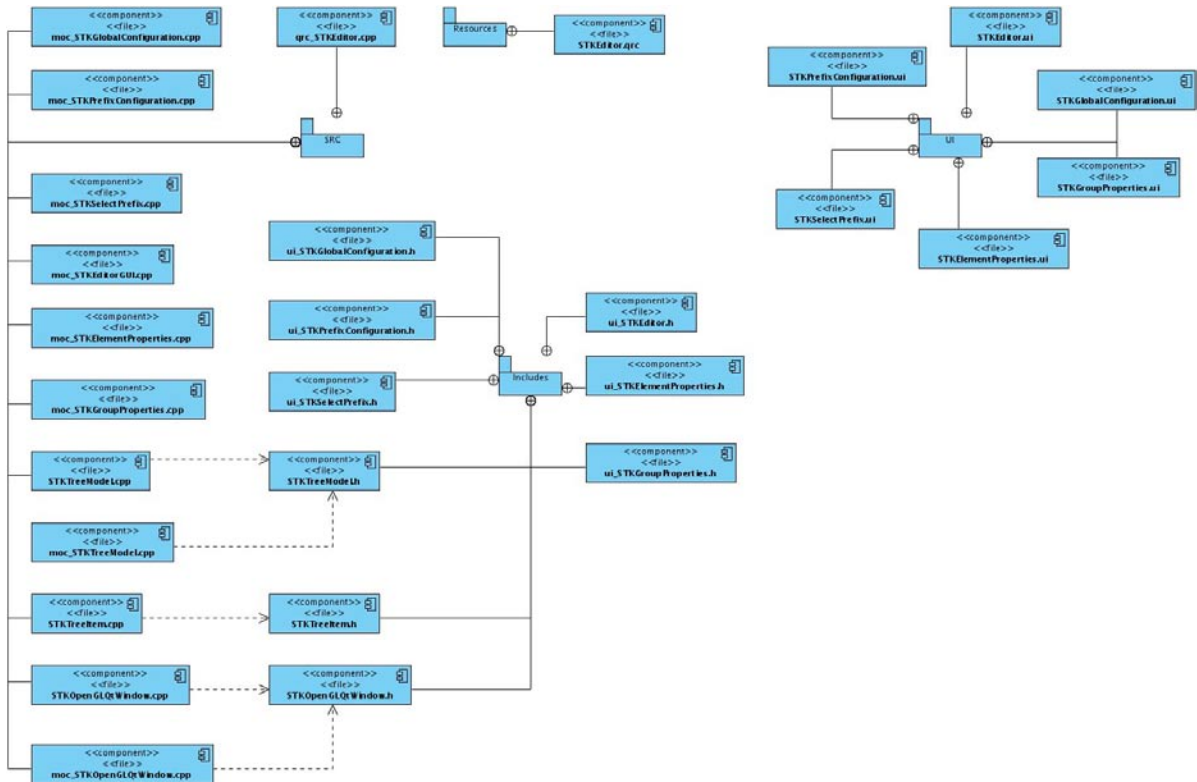 <<component>>
<<file>>
moc_STKGlobalConfiguration.cpp
<<component>>
<<file>>
qrc_STKEditor.cpp
Resources
<<component>>
<<file>>
STKEditor.qrc
<<component>>
<<file>>
STKEditor.ui
<<component>>
<<file>>
STKPrefixConfiguration.ui
<<component>>
<<file>>
moc_STKPrefixConfiguration.cpp
<<component>>
<<file>>
STKGlobalConfiguration.ui
SRC
UI
<<component>>
<<file>>
STKGroupProperties.ui
<<component>>
<<file>>
moc_STKSelectPrefix.cpp
<<component>>
<<file>>
STKSelectPrefix.ui
<<component>>
<<file>>
ui_STKGlobalConfiguration.h
<<component>>
<<file>>
STKElementProperties.ui
<<component>>
<<file>>
moc_STKEditorGUI.cpp
<<component>>
<<file>>
ui_STKEditor.h
<<component>>
<<file>>
moc_STKElementProperties.cpp
<<component>>
<<file>>
ui_STKPrefixConfiguration.h
Includes
<<component>>
<<file>>
ui_STKElementProperties.h
<<component>>
<<file>>
moc_STKGroupProperties.cpp
<<component>>
<<file>>
ui_STKSelectPrefix.h
<<component>>
<<file>>
STKTreeModel.cpp
<<component>>
<<file>>
STKTreeModel.h
<<component>>
<<file>>
ui_STKGroupProperties.h
<<component>>
<<file>>
moc_STKTreeModel.cpp
<<component>>
<<file>>
STKTreeItem.cpp
<<component>>
<<file>>
STKTreeItem.h
<<component>>
<<file>>
STKOpenGLQtWindow.cpp
<<component>>
<<file>>
STKOpenGLQtWindow.h
<<component>>
<<file>>
moc_STKOpenGLQtWindow.cpp